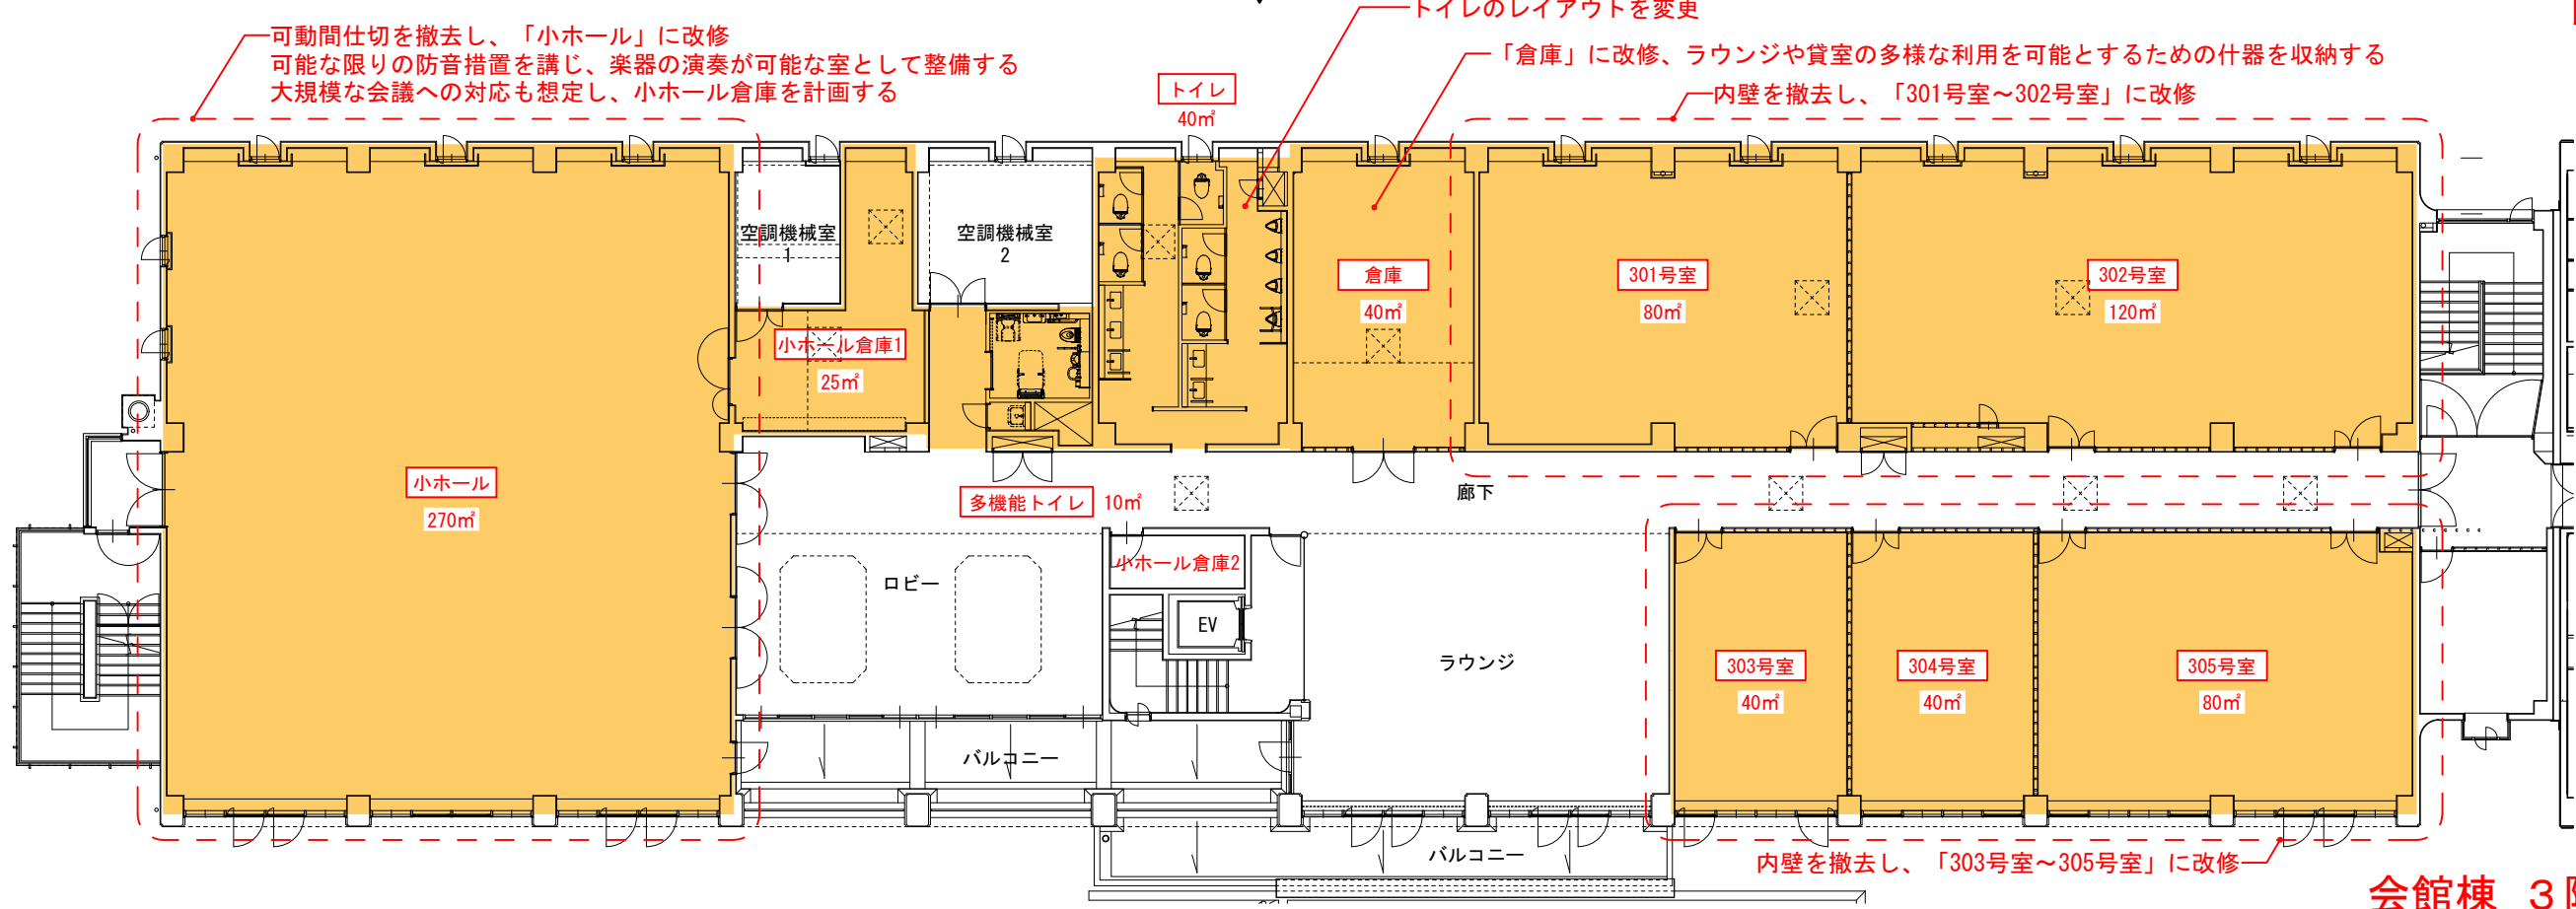 トイレのレイアウトを変更
可動間仕切を撤去し、「小ホール」に改修
可能な限りの防音措置を講じ、楽器の演奏が可能な室として整備する
大規模な会議への対応も想定し、小ホール倉庫を計画する
「倉庫」に改修、ラウンジや貸室の多様な利用を可能とするための什器を収納する
内壁を撤去し、「301号室～302号室」に改修
トイレ
40㎡
空調機械室
1
空調機械室
2
倉庫
40㎡
301号室
80㎡
302号室
120㎡
小ホール倉庫1
25㎡
小ホール
270㎡
多機能トイレ 10㎡
廊下
小ホール倉庫2
ロビー
EV
ラウンジ
303号室
40㎡
304号室
40㎡
305号室
80㎡
バルコニー
バルコニー
内壁を撤去し、「303号室～305号室」に改修
会館棟 3